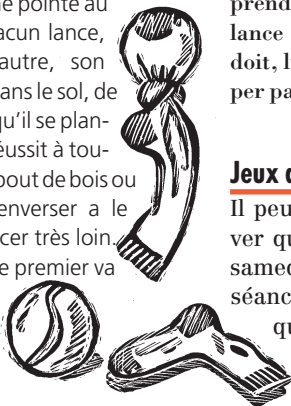 ne pointe au
acun lance,
autre, son
ans le sol, de
qu'il se plan-
éussit à tou-
bout de bois ou
enverser a le
cer très loin.
e premier va
prend
lance
doit, l
per pa
Jeux d
Il peu
ver qu
samed
séanc
qu